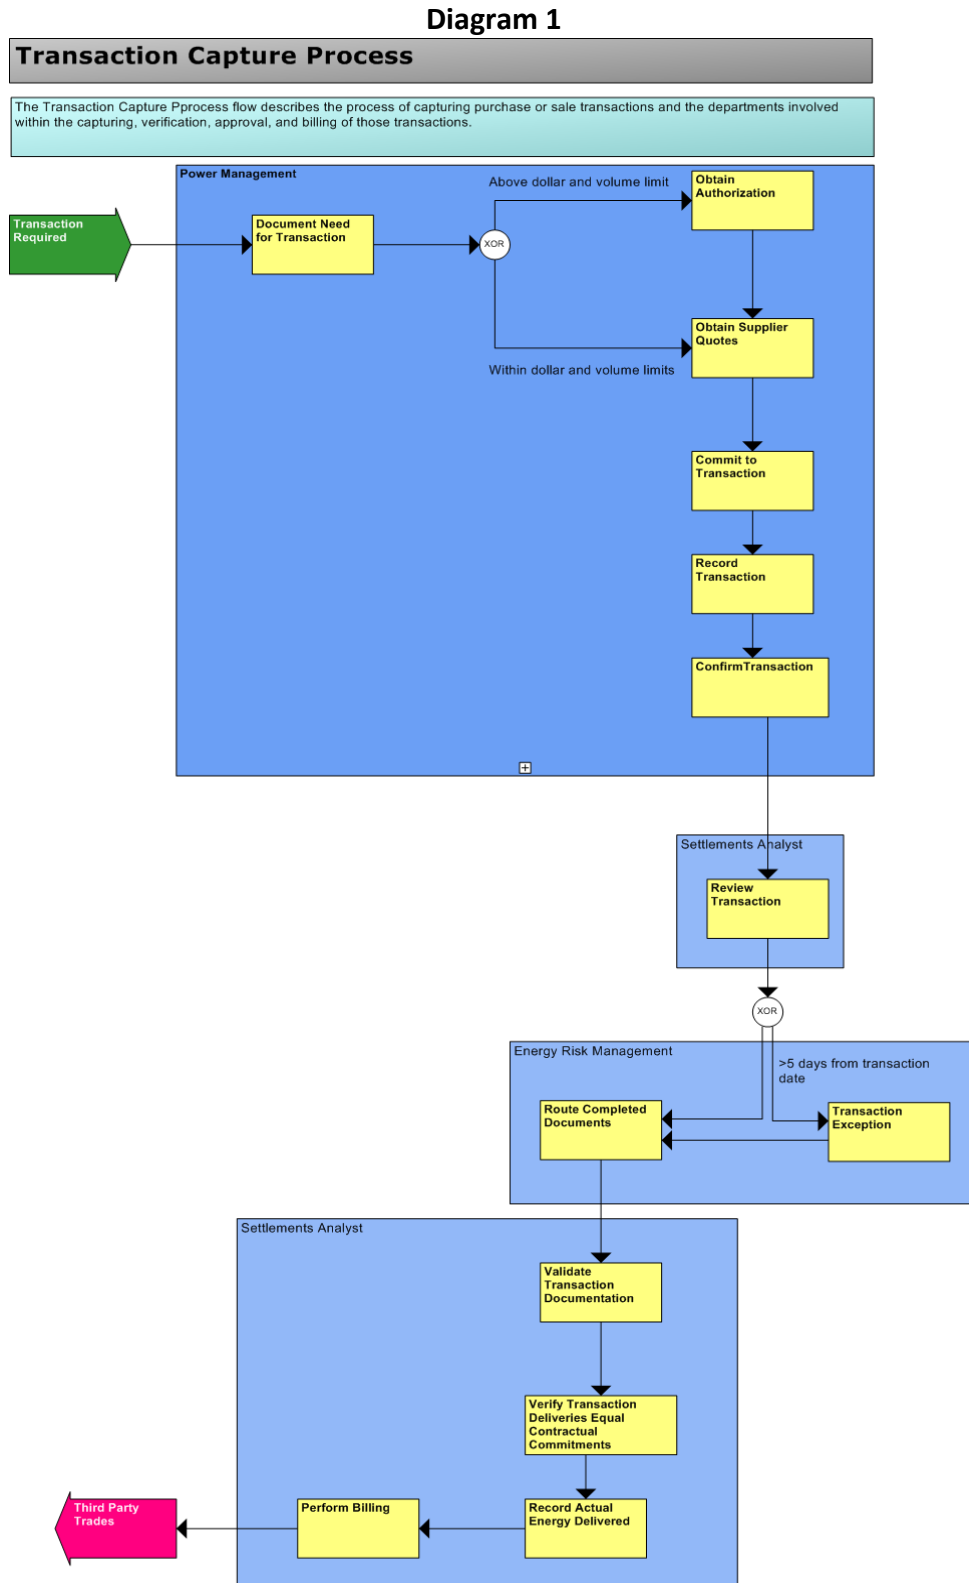 Diagram 1
Transaction Capture Process
The Transaction Capture Pprocess flow describes the process of capturing purchase or sale transactions and the departments involved
within the capturing, verification, approval, and billing of those transactions.
Power Management
Transaction
Required
Document Need
for Transaction
XOR
Above dollar and volume limit
Obtain
Authorization
Within dollar and volume limits
Obtain Supplier
Quotes
Commit to
Transaction
Record
Transaction
ConfirmTransaction
Settlements Analyst
Review
Transaction
XOR
Energy Risk Management
>5 days from transaction
date
Route Completed
Documents
Transaction
Exception
Settlements Analyst
Validate
Transaction
Documentation
Verify Transaction
Deliveries Equal
Contractual
Commitments
Record Actual
Energy Delivered
Perform Billing
Third Party
Trades